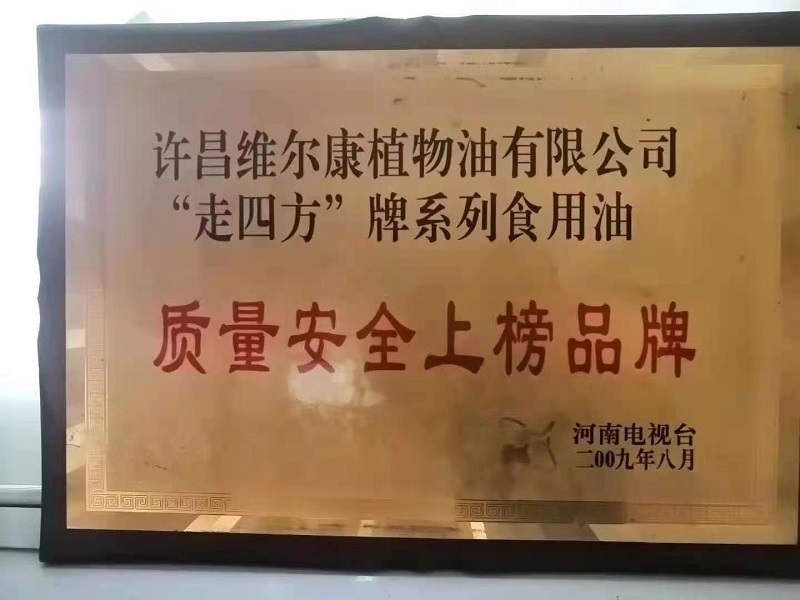 许昌维尔康植物油有限公司
“走四方”牌系列食用油
质量安全上榜品牌
河南电视台
二00九年八月